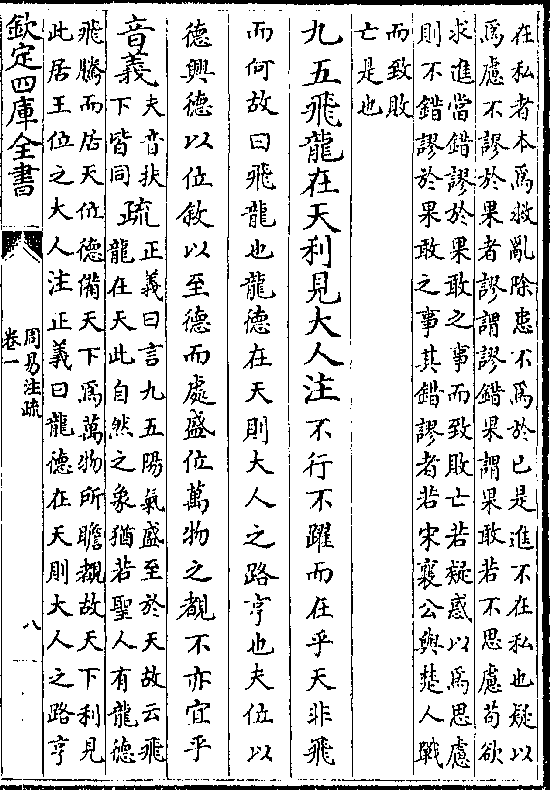 在私者本為救亂除患不為於已是進不在私也疑以
為慮不謬於果者謬謂謬錯果謂果敢若不思慮苟欲
求進當錯謬於果敢之事而致敗亡若疑惑以為思慮
則不錯謬於果敢之事其錯謬者若宋襄公與楚人戰
而致敗
亡是也
九五飛龍在天利見大人注不行不躍而在乎天非飛
而何故曰飛龍也龍德在天則大人之路亨也夫位以
德興德以位敘以至德而處盛位萬物之覩不亦宜乎
音義夫音扶
下皆同疏正義曰言九五陽氣盛至於天故云飛
龍在天此自然之象猶若聖人有龍德
飛騰而居天位德備天下為萬物所瞻覩故天下利見
此居王位之大人注正義曰龍德在天則大人之路亨
欽定四庫全書
周易注疏
卷一
八